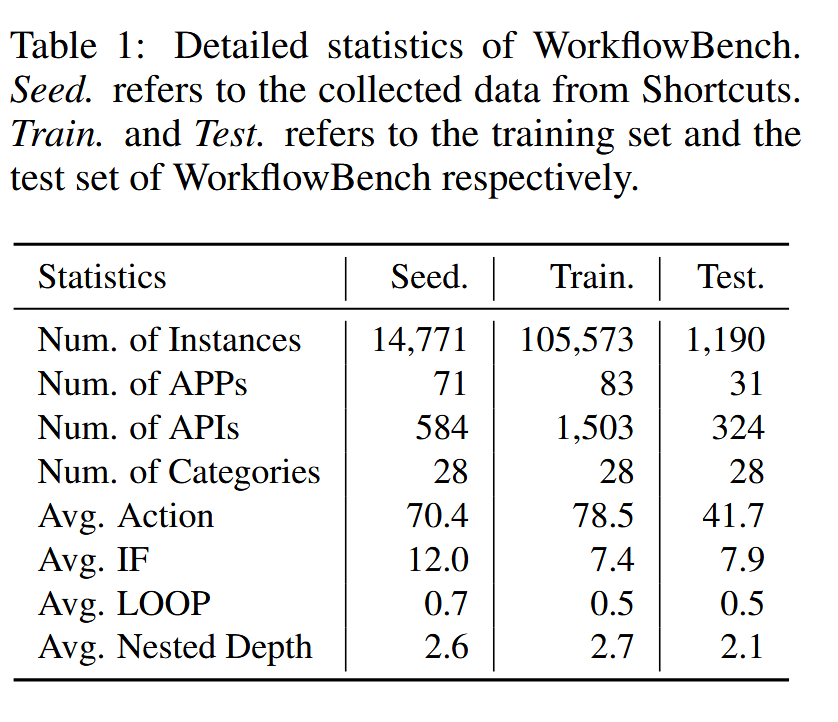 Table 1: Detailed statistics of WorkflowBench.
Seed. refers to the collected data from Shortcuts.
Train. and Test. refers to the training set and the
test set of WorkflowBench respectively.
Statistics Seed. Train. Test.
Num. of Instances 14,771 105,573 1,190
Num. of APPs 71 83 31
Num. of APIs 584 1,503 324
Num. of Categories 28 28 28
Avg. Action 70.4 78.5 41.7
Avg. IF 12.0 7.4 7.9
Avg. LOOP 0.7 0.5 0.5
Avg. Nested Depth 2.6 2.7 2.1